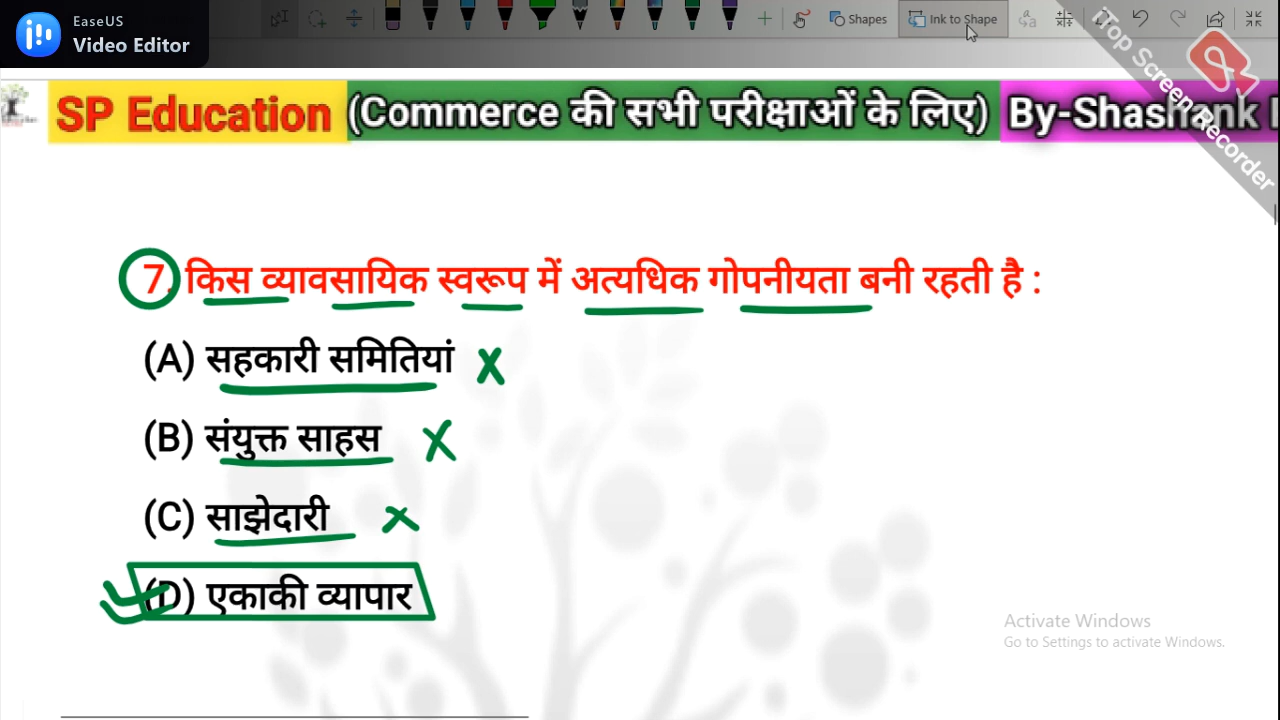 EaseUS
Video Editor
Shapes
Ink to Shape
iTop Screen Recorder
SP Education (Commerce की सभी परीक्षाओं के लिए) By-Shashank
7. किस व्यावसायिक स्वरूप में अत्यधिक गोपनीयता बनी रहती है :
(A) सहकारी समितियां
(B) संयुक्त साहस
(C) साझेदारी
(D) एकाकी व्यापार
Activate Windows
Go to Settings to activate Windows.